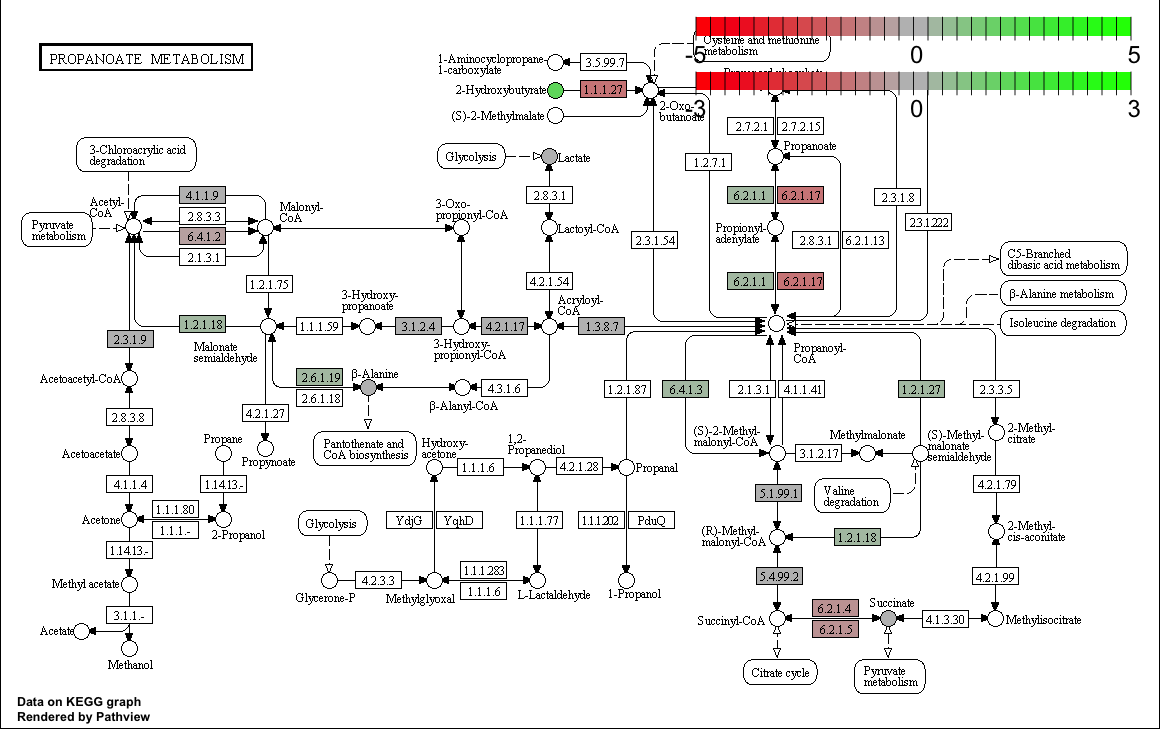 PROPANOATE METABOLISM
Cysteine and methionine
metabolism
-5
0
5
-3
0
3
1-Aminocyclopropane
1-carboxylate
3.5.99.7
2-Hydroxybutyrate
1.1.1.27
2-Oxo-
butanoate
(S)-2-Methylmalate
2.7.2.1
2.7.2.15
Propanoate
3-Chloroacrylic acid
degradation
Glycolysis
Lactate
1.2.7.1
Acetyl-
CoA
4.1.1.9
Malonyl-
CoA
2.8.3.1
6.2.1.1
6.2.1.17
2.3.1.8
Pyruvate
metabolism
2.8.3.3
3-Oxo-
propionyl-CoA
Lactoyl-CoA
2.3.1.54
Propionyl-
adenylate
2.8.3.1
6.2.1.13
2.3.1.222
6.4.1.2
2.1.3.1
C5-Branched
dibasic acid metabolism
1.2.1.75
4.2.1.54
6.2.1.1
6.2.1.17
β-Alanine metabolism
3-Hydroxy-
propanoate
Acryloyl-
CoA
1.2.1.18
1.1.1.59
3.1.2.4
4.2.1.17
1.3.8.7
Isoleucine degradation
2.3.1.9
Malonate
semialdehyde
3-Hydroxy-
propionyl-CoA
Propanoyl-
CoA
Acetoacetyl-CoA
2.6.1.19
2.6.1.18
β-Alanine
β-Alanyl-CoA
4.3.1.6
1.2.1.87
6.4.1.3
2.1.3.1
4.1.1.41
1.2.1.27
2.3.3.5
2.8.3.8
4.2.1.27
Acetoacetate
Propane
Propynoate
Pantothenate and
CoA biosynthesis
Hydroxy-
acetone
1,2-
Propanediol
(S)-2-Methyl-
malonyl-CoA
Methylmalonate
(S)-Methyl-
malonate
semialdehyde
2-Methyl-
citrate
3.1.2.17
1.1.1.6
4.2.1.28
Propanal
4.1.1.4
1.14.13.-
5.1.99.1
Valine
degradation
4.2.1.79
Acetone
1.1.1.80
1.1.1.-
2-Propanol
Glycolysis
YdjG
YqhD
1.1.1.77
1.1.1.202
PduQ
(R)-Methyl-
malonyl-CoA
1.2.1.18
2-Methyl-
cis-aconitate
1.14.13.-
Methyl acetate
Glycerone-P
4.2.3.3
Methylglyoxal
1.1.1.283
1.1.1.6
L-Lactaldehyde
1-Propanol
5.4.99.2
4.2.1.99
3.1.1.-
Acetate
Methanol
Succinyl-CoA
6.2.1.4
6.2.1.5
Succinate
4.1.3.30
Methylisocitrate
Citrate cycle
Pyruvate
metabolism
Data on KEGG graph
Rendered by Pathview